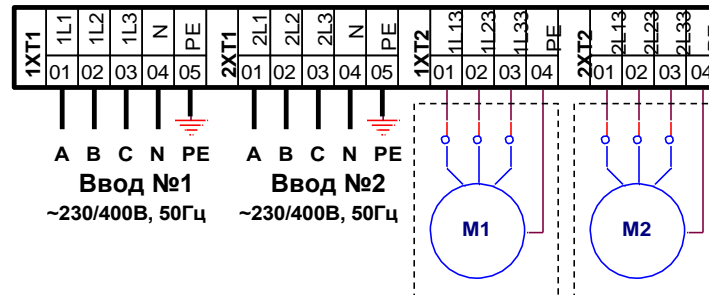 1XT1 1L1 1L2 1L3 N PE 2XT1 2L1 2L2 2L3 N PE 1XT2 1L13 1L23 1L33 PE 2XT2 2L13 2L23 2L33
01 02 03 04 05 01 02 03 04 05 01 02 03 04 01 02 03 04
A B C N PE A B C N PE
Ввод №1 Ввод №2
~230/400В, 50Гц ~230/400В, 50Гц
M1 M2